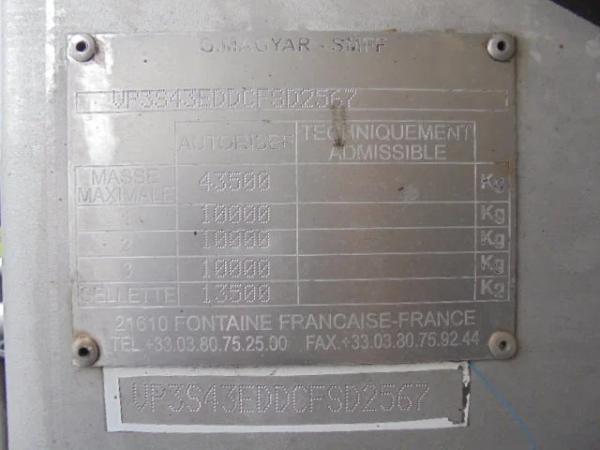 G.MAGYAR - SMFF
VP3S43EDDCFSD2567
AUTORISEE TECHNIQUEMENT ADMISSIBLE
MASSE MAXIMALE 43500 Kg
1 10000 Kg
2 10000 Kg
3 10000 Kg
SELLETTE 13500 Kg
21610 FONTAINE FRANCAISE-FRANCE
TEL.+33.03.80.75.25.00 FAX.+33.03.80.75.92.44
VP3S43EDDCFSD2567